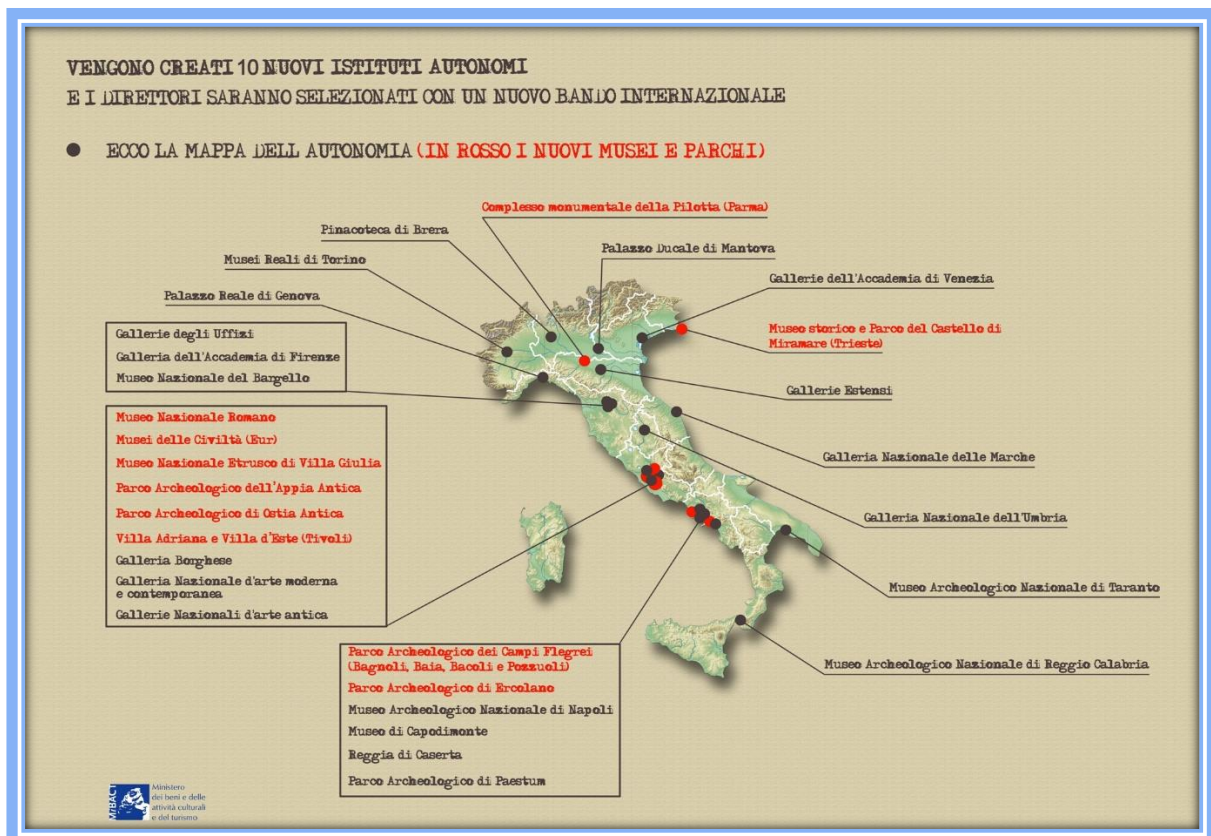 VENGONO CREATI 10 NUOVI ISTITUTI AUTONOMI
E I DIRETTORI SARANNO SELEZIONATI CON UN NUOVO BANDO INTERNAZIONALE
● ECCO LA MAPPA DELL AUTONOMIA (IN ROSSO I NUOVI MUSEI E PARCHI)
Complesso monumentale della Pilotta (Parma)
Pinacoteca di Brera
Palazzo Ducale di Mantova
Musei Reali di Torino
Gallerie dell'Accademia di Venezia
Palazzo Reale di Genova
Museo storico e Parco del Castello di
Miramare (Trieste)
Gallerie degli Uffizi
Galleria dell'Accademia di Firenze
Museo Nazionale del Bargello
Gallerie Estensi
Museo Nazionale Romano
Musei delle Civiltà (Eur)
Museo Nazionale Etrusco di Villa Giulia
Parco Archeologico dell'Appia Antica
Parco Archeologico di Ostia Antica
Villa Adriana e Villa d'Este (Tivoli)
Galleria Borghese
Galleria Nazionale d'arte moderna
e contemporanea
Gallerie Nazionali d'arte antica
Galleria Nazionale delle Marche
Galleria Nazionale dell'Umbria
Museo Archeologico Nazionale di Taranto
Museo Archeologico Nazionale di Reggio Calabria
Parco Archeologico dei Campi Flegrei
(Bagnoli, Baia, Bacoli e Pozzuoli)
Parco Archeologico di Ercolano
Museo Archeologico Nazionale di Napoli
Museo di Capodimonte
Reggia di Caserta
Parco Archeologico di Paestum
MiBACT
Ministero
dei beni e delle
attività culturali
e del turismo